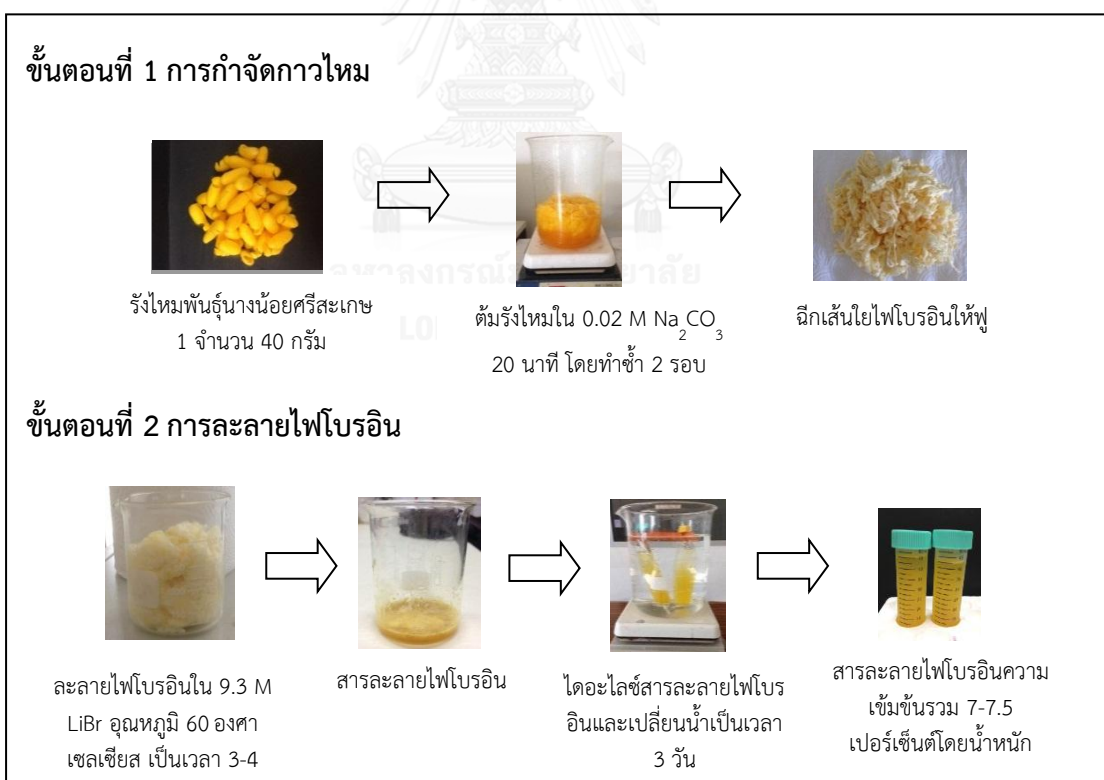 ขั้นตอนที่ 1 การกำจัดกาวไหม
รังไหมพันธุ์นางน้อยศรีสะเกษ
1 จำนวน 40 กรัม
ต้มรังไหมใน 0.02 M Na2CO3
20 นาที โดยทำซ้ำ 2 รอบ
ฉีกเส้นใยไฟโบรอินให้ฟู
ขั้นตอนที่ 2 การละลายไฟโบรอิน
ละลายไฟโบรอินใน 9.3 M
LiBr อุณหภูมิ 60 องศา
เซลเซียส เป็นเวลา 3-4
สารละลายไฟโบรอิน
ไดอะไลซ์สารละลายไฟโบร
อินและเปลี่ยนน้ำเป็นเวลา
3 วัน
สารละลายไฟโบรอินความ
เข้มข้นรวม 7-7.5
เปอร์เซ็นต์โดยน้ำหนัก